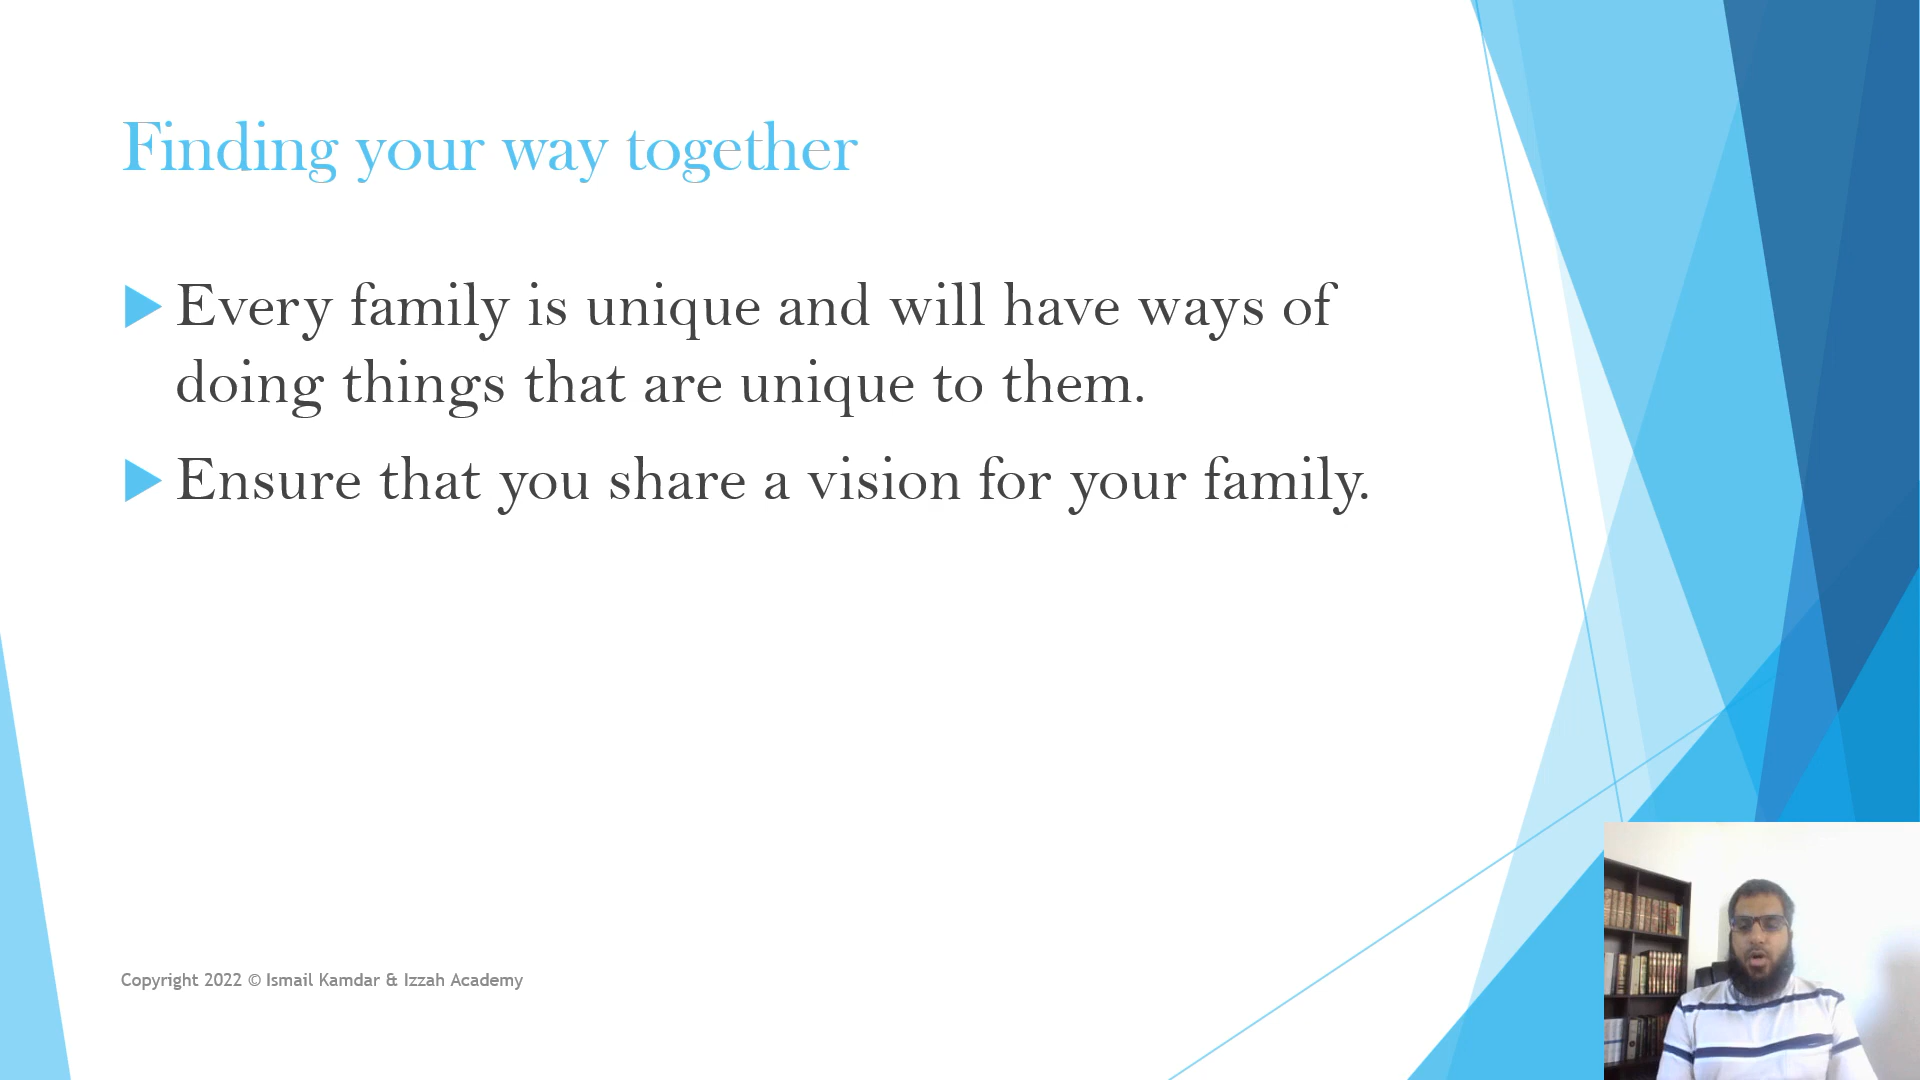 Finding your way together
Every family is unique and will have ways of
doing things that are unique to them.
Ensure that you share a vision for your family.
Copyright 2022 © Ismail Kamdar & Izzah Academy